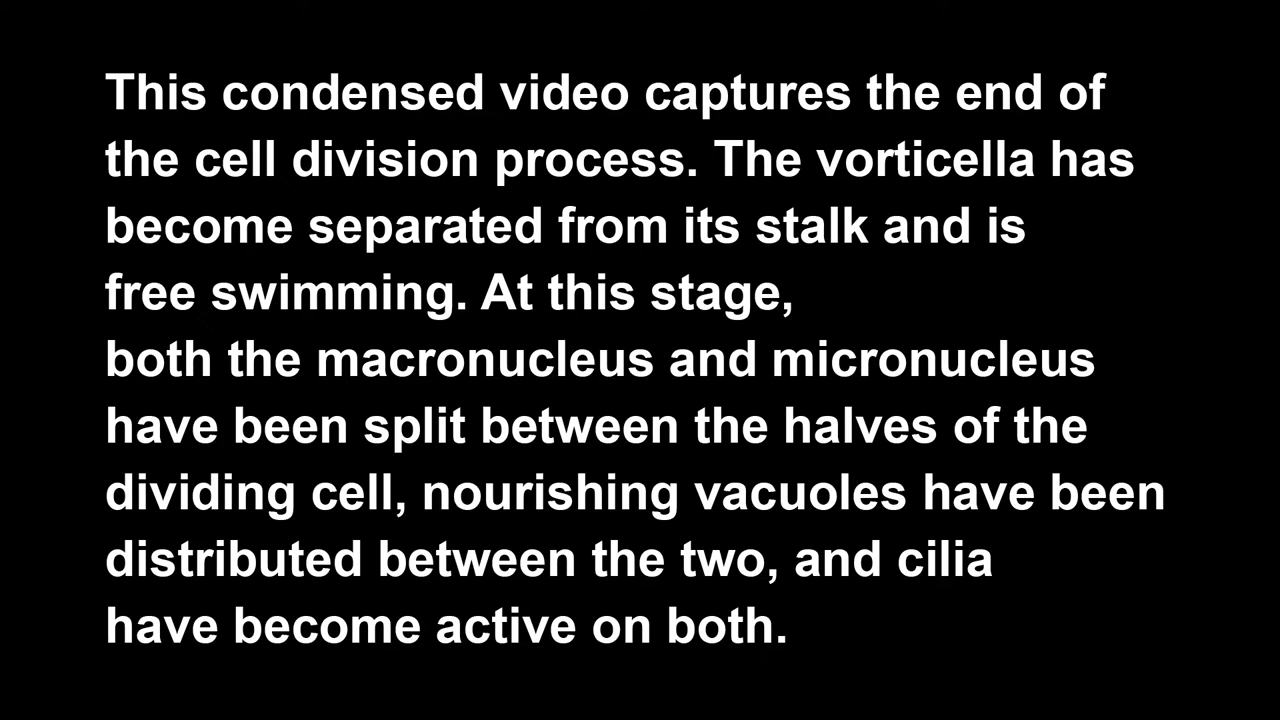 This condensed video captures the end of
the cell division process. The vorticella has
become separated from its stalk and is
free swimming. At this stage,
both the macronucleus and micronucleus
have been split between the halves of the
dividing cell, nourishing vacuoles have been
distributed between the two, and cilia
have become active on both.